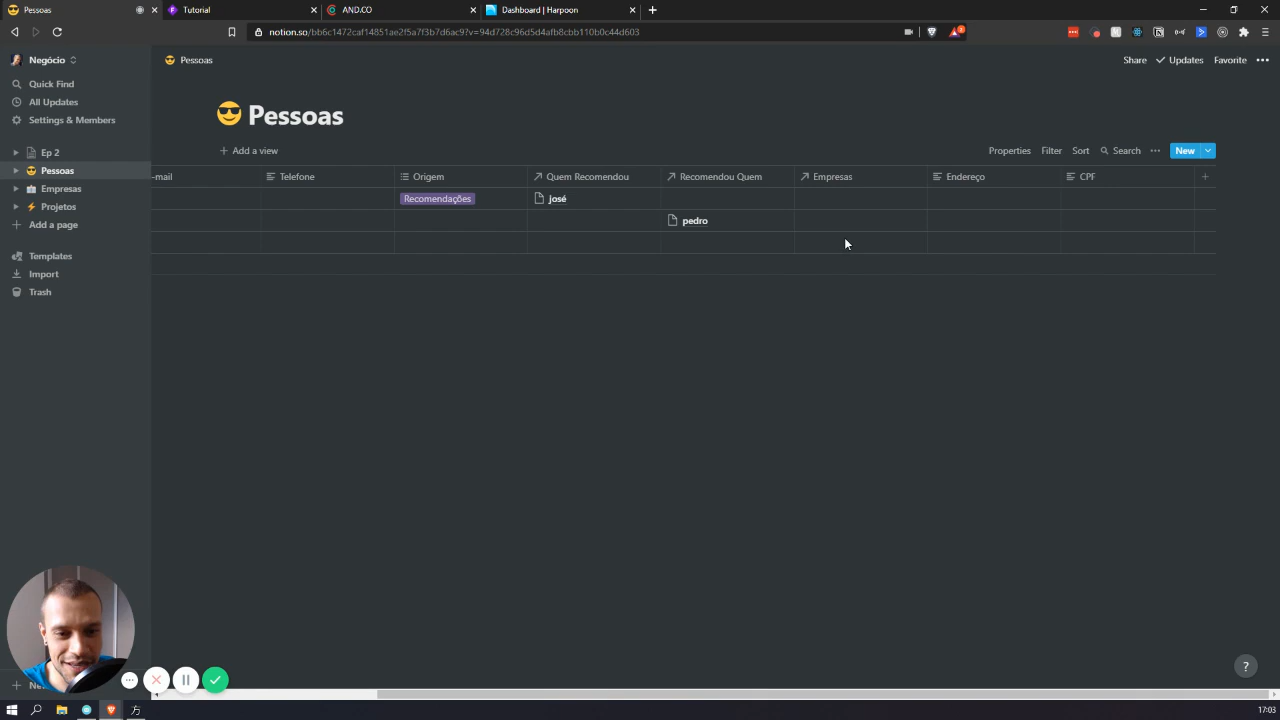 Pessoas
Tutorial
AND.CO
Dashboard | Harpoon
notion.so/bb6c1472caf14851ae2f5a7f3b7d6ac9?v=94d728c96d5d4afb8cbb110b0c44d603
2
Negócio
Pessoas
Share
Updates
Favorite
Quick Find
All Updates
Settings & Members
Ep 2
Pessoas
Empresas
Projetos
Add a page
Templates
Import
Trash
Pessoas
Add a view
Properties
Filter
Sort
Search
New
-mail
Telefone
Origem
Quem Recomendou
Recomendou Quem
Empresas
Endereço
CPF
Recomendações
josé
pedro
?
17:03